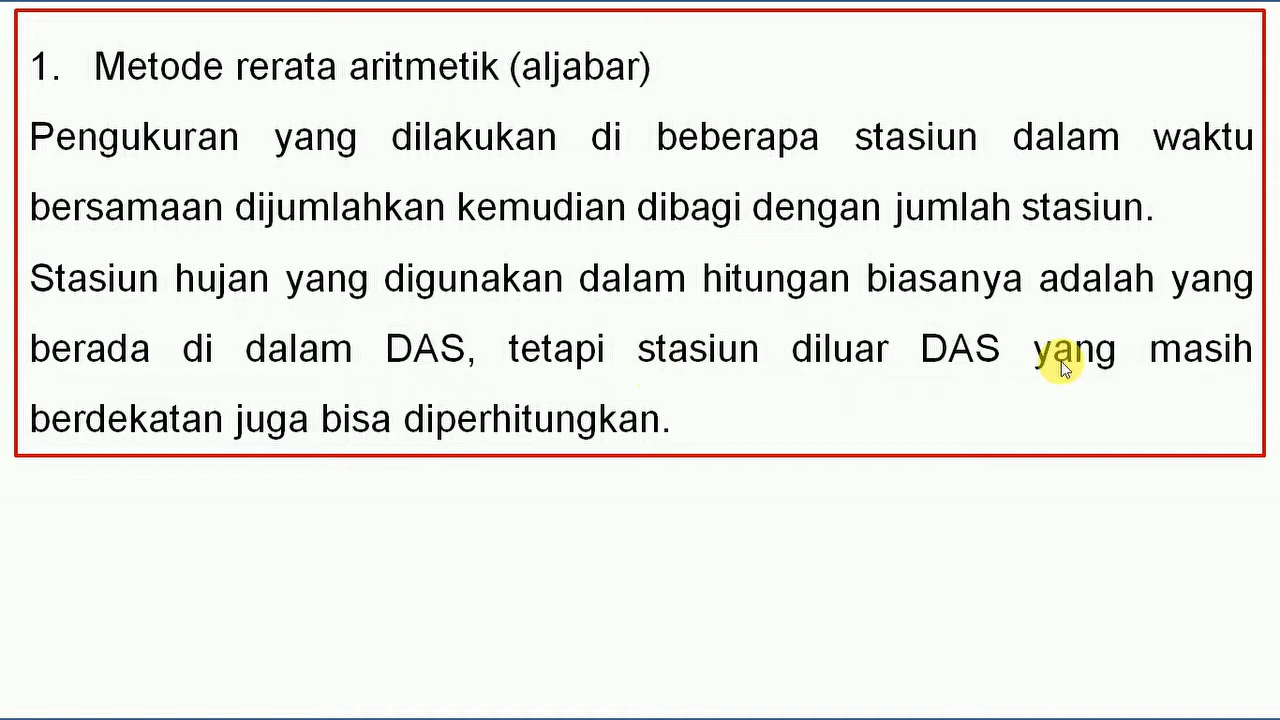 1. Metode rerata aritmetik (aljabar)
Pengukuran yang dilakukan di beberapa stasiun dalam waktu
bersamaan dijumlahkan kemudian dibagi dengan jumlah stasiun.
Stasiun hujan yang digunakan dalam hitungan biasanya adalah yang
berada di dalam DAS, tetapi stasiun diluar DAS yang masih
berdekatan juga bisa diperhitungkan.